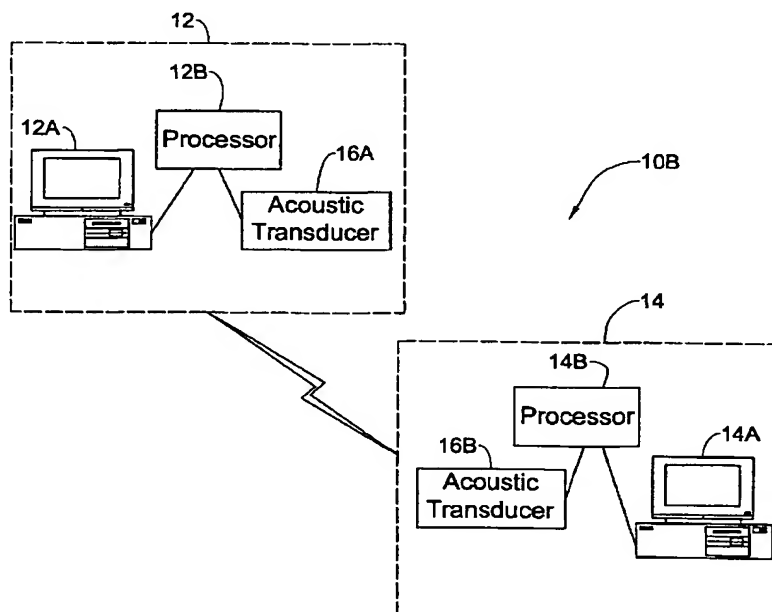 12
12B
12A
Processor
16A
Acoustic
Transducer
10B
14
14B
Processor
14A
16B
Acoustic
Transducer